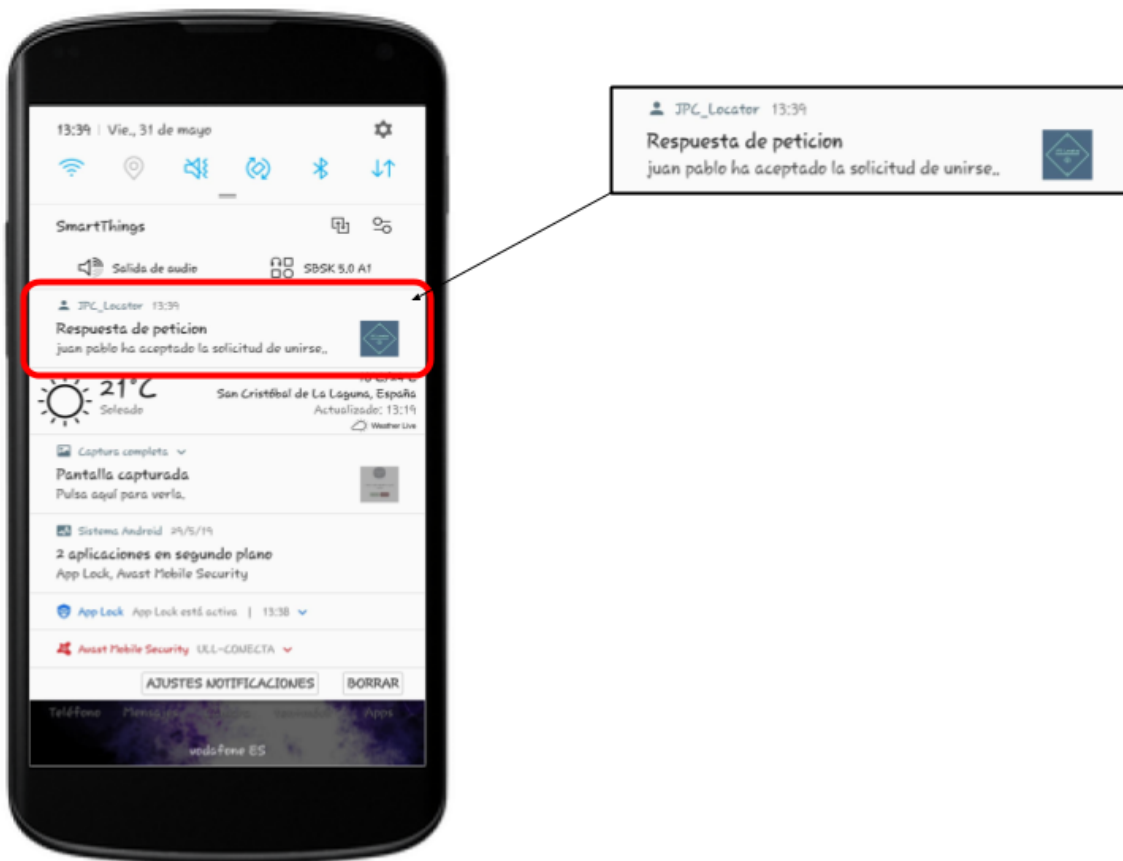 13:39 | Vie., 31 de mayo
SmartThings
Salida de audio SBSK 5.0 A1
JPC_Locator 13:39
Respuesta de peticion
juan pablo ha aceptado la solicitud de unirse..
21°C
Soleado
San Cristóbal de La Laguna, España
Actualizado: 13:19
Weather Live
Captura completa
Pantalla capturada
Pulsa aquí para verla.
Sistema Android 29/5/19
2 aplicaciones en segundo plano
App Lock, Avast Mobile Security
App Lock App Lock está activa | 13:38
Avast Mobile Security ULL-CONECTA
AJUSTES NOTIFICACIONES BORRAR
Teléfono Mensajes Apps
vodafone ES
JPC_Locator 13:39
Respuesta de peticion
juan pablo ha aceptado la solicitud de unirse..